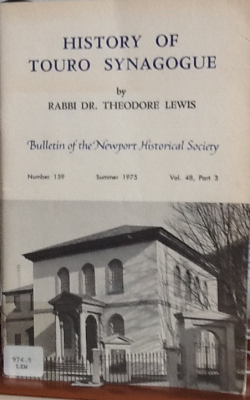 HISTORY OF
TOURO SYNAGOGUE
by
RABBI DR. THEODORE LEWIS
Bulletin of the Newport Historical Society
Number 159 Summer 1975 Vol. 48, Part 3
974.5
LEW